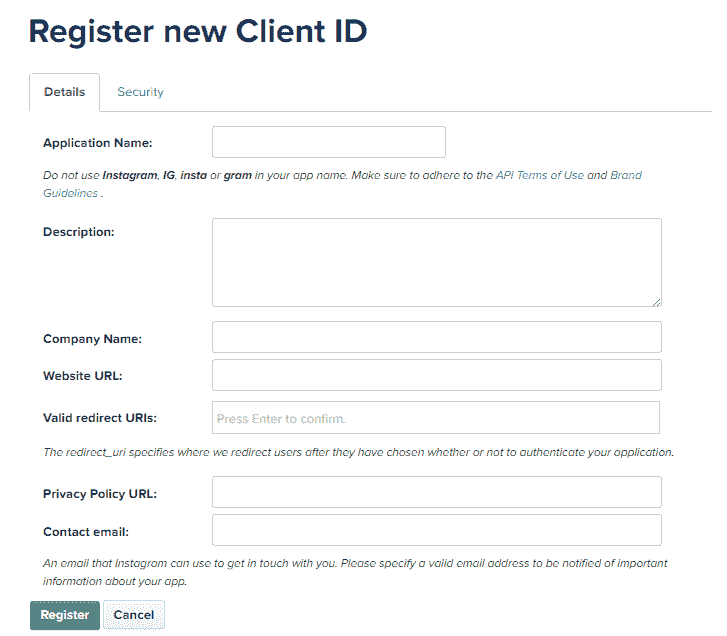 Register new Client ID
Details Security
Application Name:
Do not use Instagram, IG, insta or gram in your app name. Make sure to adhere to the API Terms of Use and Brand
Guidelines .
Description:
Company Name:
Website URL:
Valid redirect URIs: Press Enter to confirm.
The redirect_uri specifies where we redirect users after they have chosen whether or not to authenticate your application.
Privacy Policy URL:
Contact email:
An email that Instagram can use to get in touch with you. Please specify a valid email address to be notified of important
information about your app.
Register Cancel